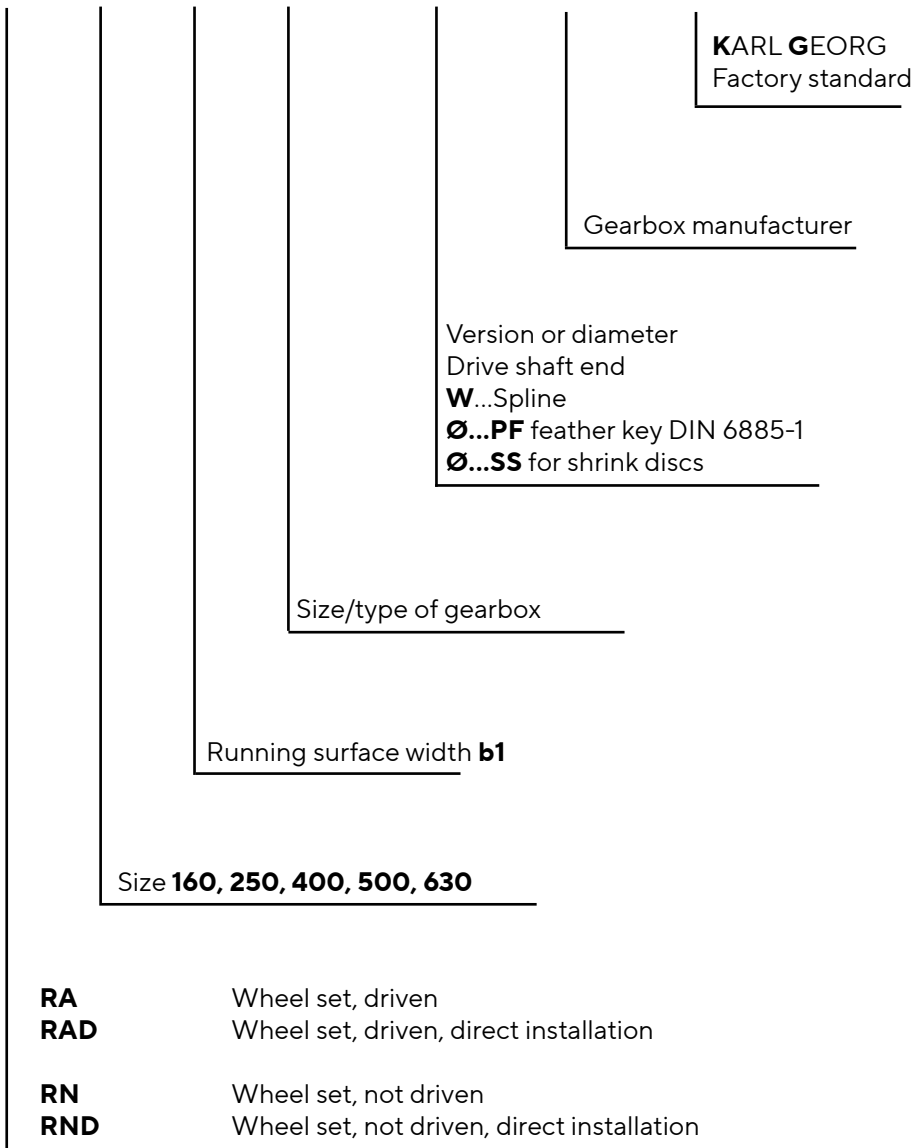 KARL GEORG
Factory standard
Gearbox manufacturer
Version or diameter
Drive shaft end
W...Spline
Ø...PF feather key DIN 6885-1
Ø...SS for shrink discs
Size/type of gearbox
Running surface width b1
Size 160, 250, 400, 500, 630
RA Wheel set, driven
RAD Wheel set, driven, direct installation
RN Wheel set, not driven
RND Wheel set, not driven, direct installation